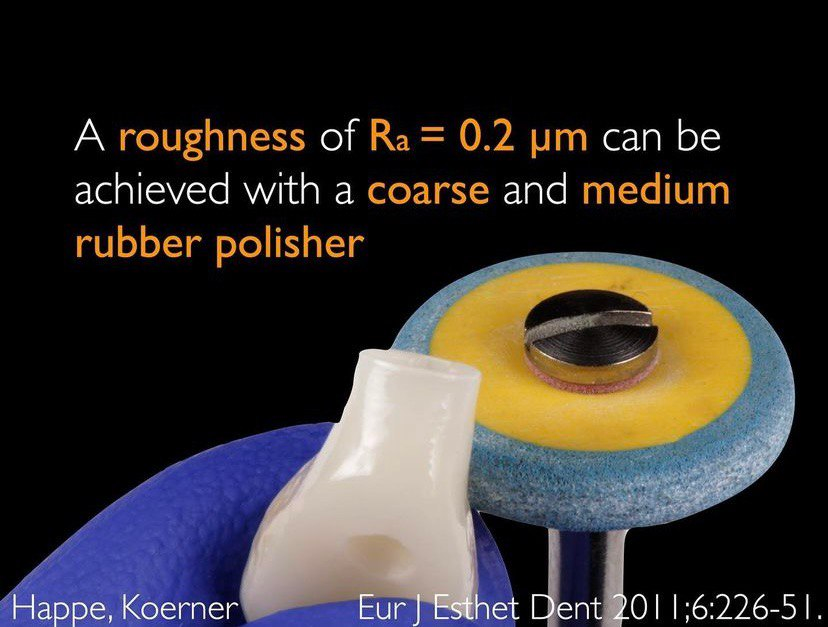 A roughness of Ra = 0.2 µm can be
achieved with a coarse and medium
rubber polisher
Happe, Koerner
Eur J Esthet Dent 2011;6:226-51.